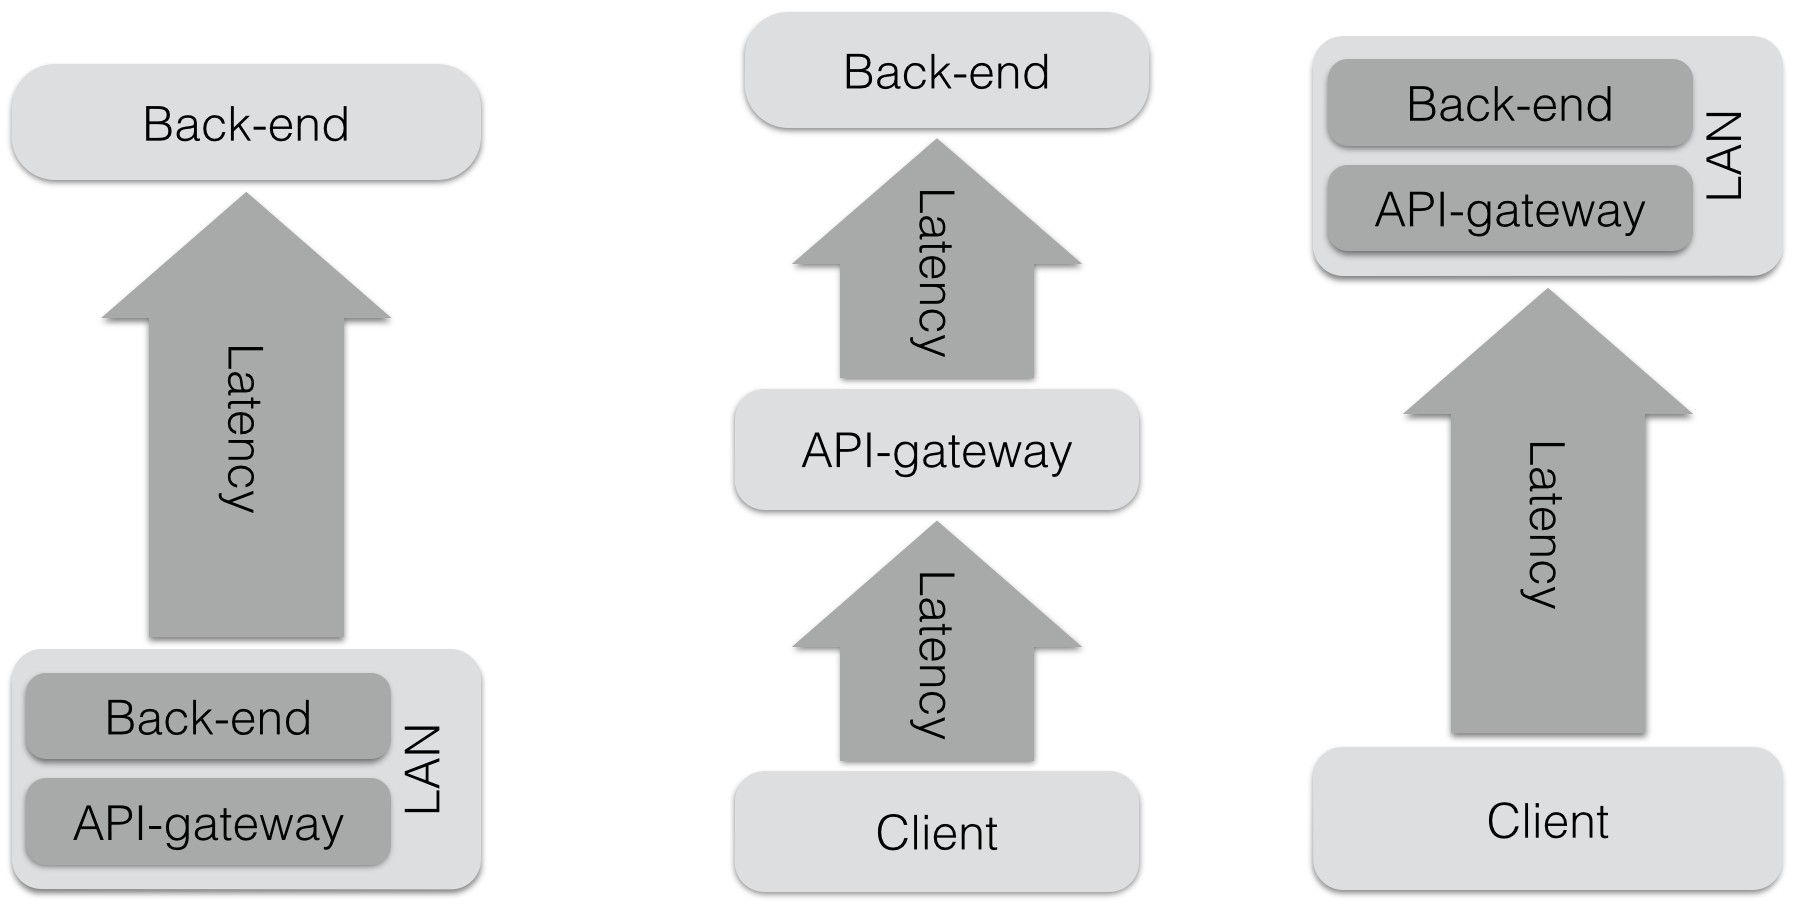 Back-end
Latency
Back-end
API-gateway
LAN
Back-end
Latency
API-gateway
Latency
Client
Back-end
API-gateway
LAN
Latency
Client